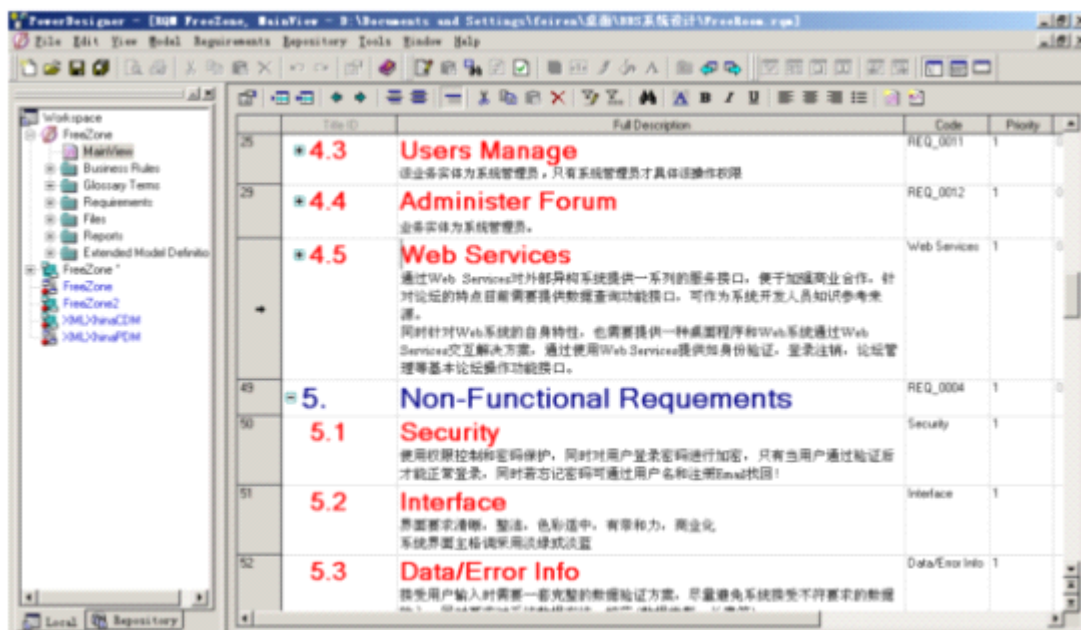 PowerDesigner - [RQM FreeZone, MainView - D:\Documents and Settings\feiren\桌面\BBS系统设计\FreeRoom.rqm]
File Edit View Model Requirements Repository Tools Window Help
Workspace
FreeZone
MainView
Business Rules
Glossary Terms
Requirements
Files
Reports
Extended Model Definitio
FreeZone *
FreeZone
FreeZone2
XMLXhinaCDM
XMLXhinaPDM
Local Repository
Title ID Full Description Code Priority
25 4.3 Users Manage REQ_0011 1
该业务实体为系统管理员，只有系统管理员才具体该操作权限
29 4.4 Administer Forum REQ_0012 1
业务实体为系统管理员。
4.5 Web Services Web Services 1
通过Web Services对外部异构系统提供一系列的服务接口，便于加强商业合作，针
对论坛的特点目前需要提供数据查询功能接口，可作为系统开发人员知识参考来
源。
同时针对Web系统的自身特性，也需要提供一种桌面程序和Web系统通过Web
Services交互解决方案，通过使用Web Services提供如身份验证，登录注销，论坛管
理等基本论坛操作功能接口。
49 5. Non-Functional Requements REQ_0004 1
50 5.1 Security Security 1
使用权限控制和密码保护，同时对用户登录密码进行加密，只有当用户通过验证后
才能正常登录，同时若忘记密码可通过用户名和注册Email找回！
51 5.2 Interface Interface 1
界面要求清晰，整洁，色彩适中，有亲和力，商业化
系统界面主格调采用淡绿或淡蓝
52 5.3 Data/Error Info Data/Error Info 1
接受用户输入时需要一套完整的数据验证方案，尽量避免系统接受不符要求的数据